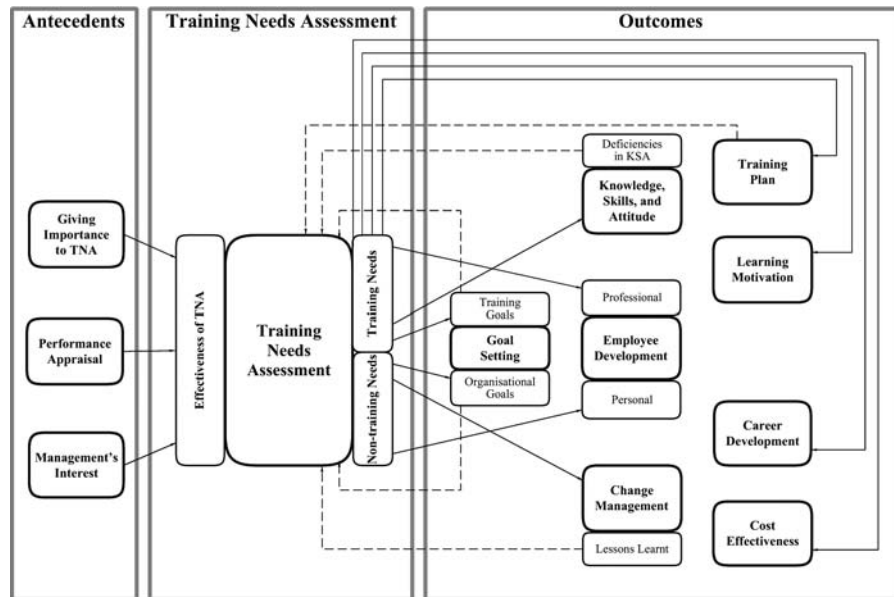 Antecedents
Training Needs Assessment
Outcomes
Giving
Importance
to TNA
Performance
Appraisal
Management's
Interest
Effectiveness of TNA
Training
Needs
Assessment
Training Needs
Non-training Needs
Training
Goals
Goal
Setting
Organisational
Goals
Deficiencies
in KSA
Knowledge,
Skills, and
Attitude
Professional
Employee
Development
Personal
Change
Management
Lessons Learnt
Training
Plan
Learning
Motivation
Career
Development
Cost
Effectiveness